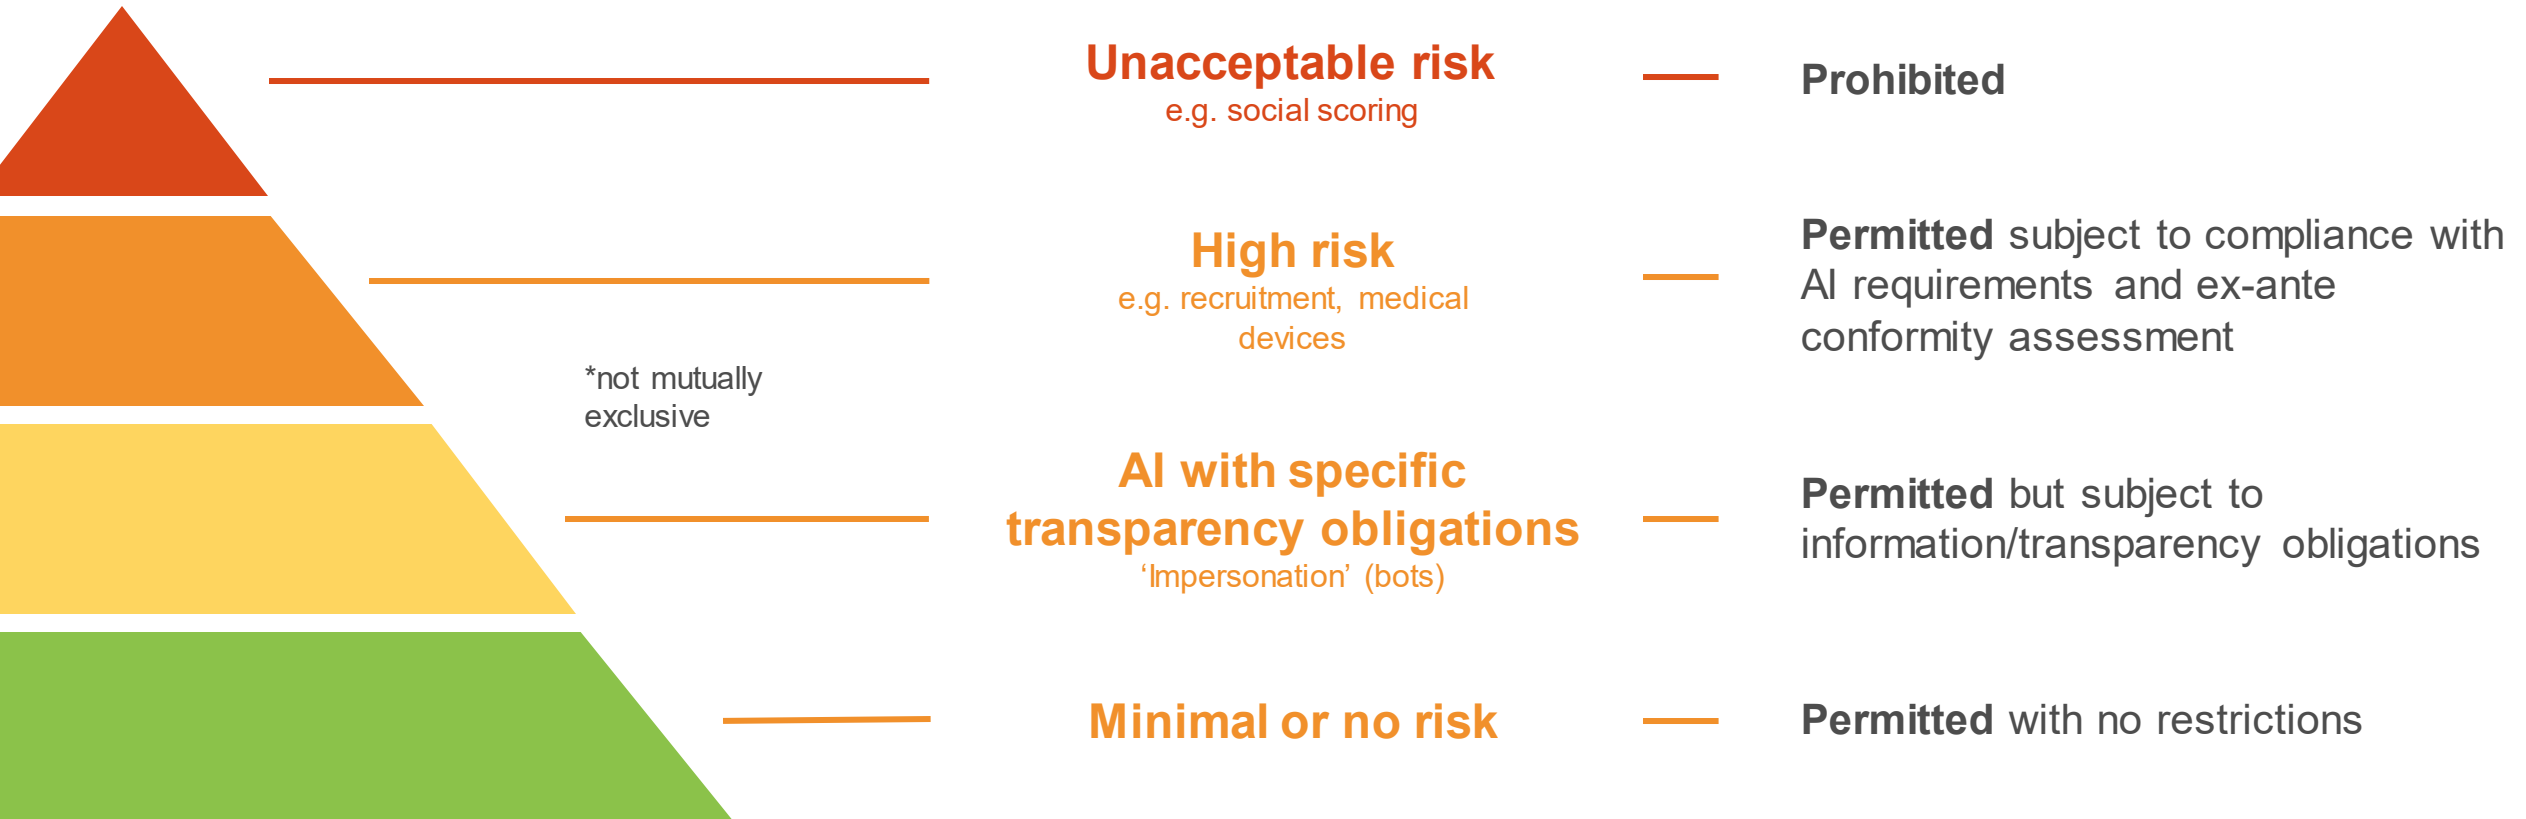 Unacceptable risk
e.g. social scoring
Prohibited
High risk
e.g. recruitment, medical
devices
Permitted subject to compliance with
AI requirements and ex-ante
conformity assessment
*not mutually
exclusive
AI with specific
transparency obligations
‘Impersonation’ (bots)
Permitted but subject to
information/transparency obligations
Minimal or no risk
Permitted with no restrictions